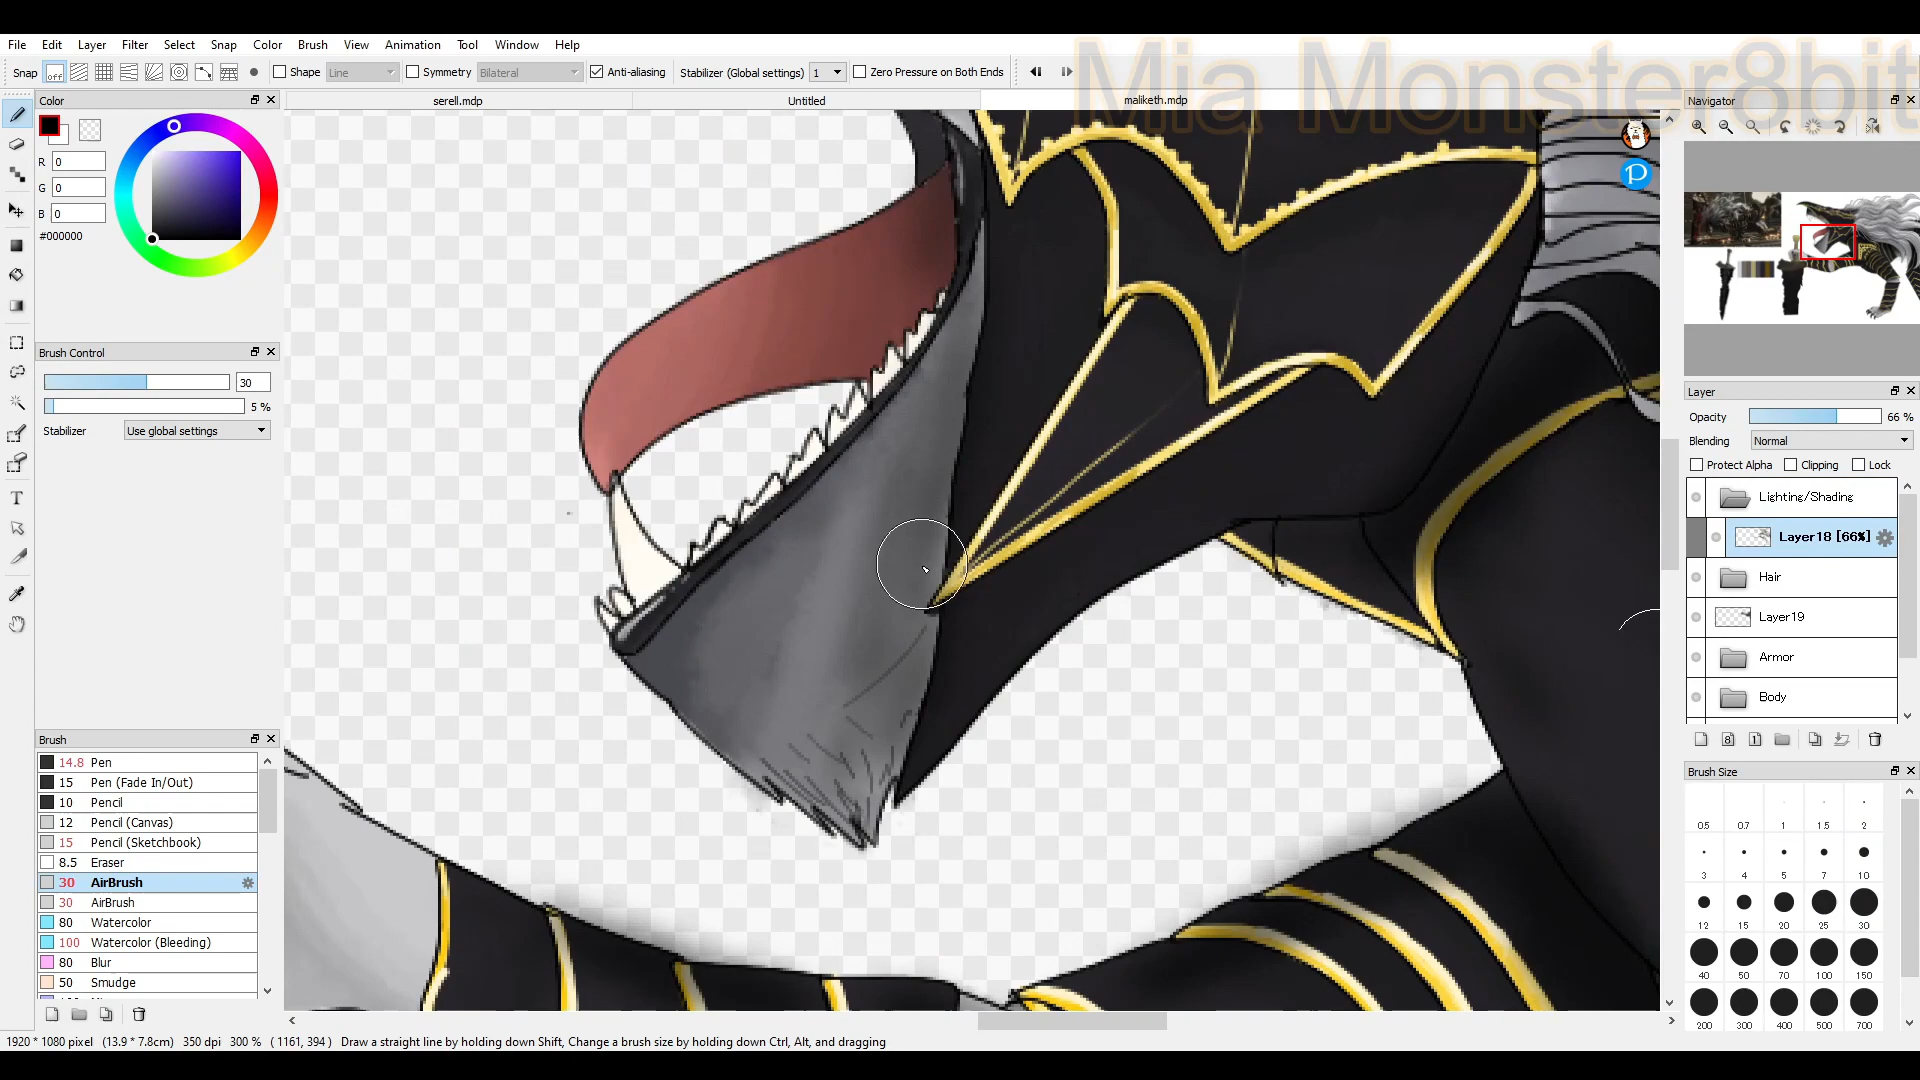 File Edit Layer Filter Select Snap Color Brush View Animation Tool Window Help
Mia Monster8bit
Snap off Shape Line Symmetry Bilateral Anti-aliasing Stabilizer (Global settings) 1 Zero Pressure on Both Ends
Color
serell.mdp Untitled maliketh.mdp
Navigator
R 0
G 0
B 0
#000000
Brush Control
30
5 %
Stabilizer Use global settings
Layer
Opacity 66 %
Blending Normal
Protect Alpha Clipping Lock
Lighting/Shading
Layer18 [66%]
Hair
Layer19
Armor
Body
8 1
Brush
14.8 Pen
15 Pen (Fade In/Out)
10 Pencil
12 Pencil (Canvas)
15 Pencil (Sketchbook)
8.5 Eraser
30 AirBrush
30 AirBrush
80 Watercolor
100 Watercolor (Bleeding)
80 Blur
50 Smudge
Brush Size
0.5 0.7 1 1.5 2
3 4 5 7 10
12 15 20 25 30
40 50 70 100 150
200 300 400 500 700
1920 * 1080 pixel (13.9 * 7.8cm) 350 dpi 300 % ( 1161, 394 ) Draw a straight line by holding down Shift, Change a brush size by holding down Ctrl, Alt, and dragging